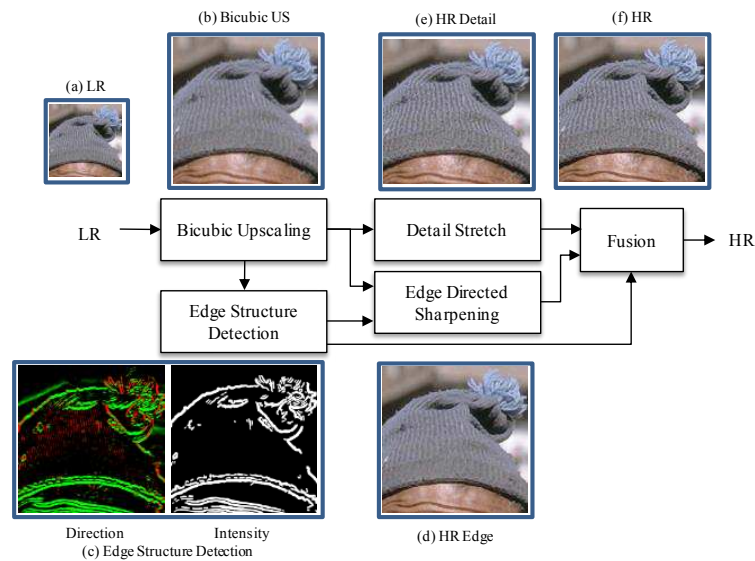 (b) Bicubic US
(e) HR Detail
(f) HR
(a) LR
LR
Bicubic Upscaling
Detail Stretch
Fusion
HR
Edge Structure
Detection
Edge Directed
Sharpening
Direction
Intensity
(c) Edge Structure Detection
(d) HR Edge